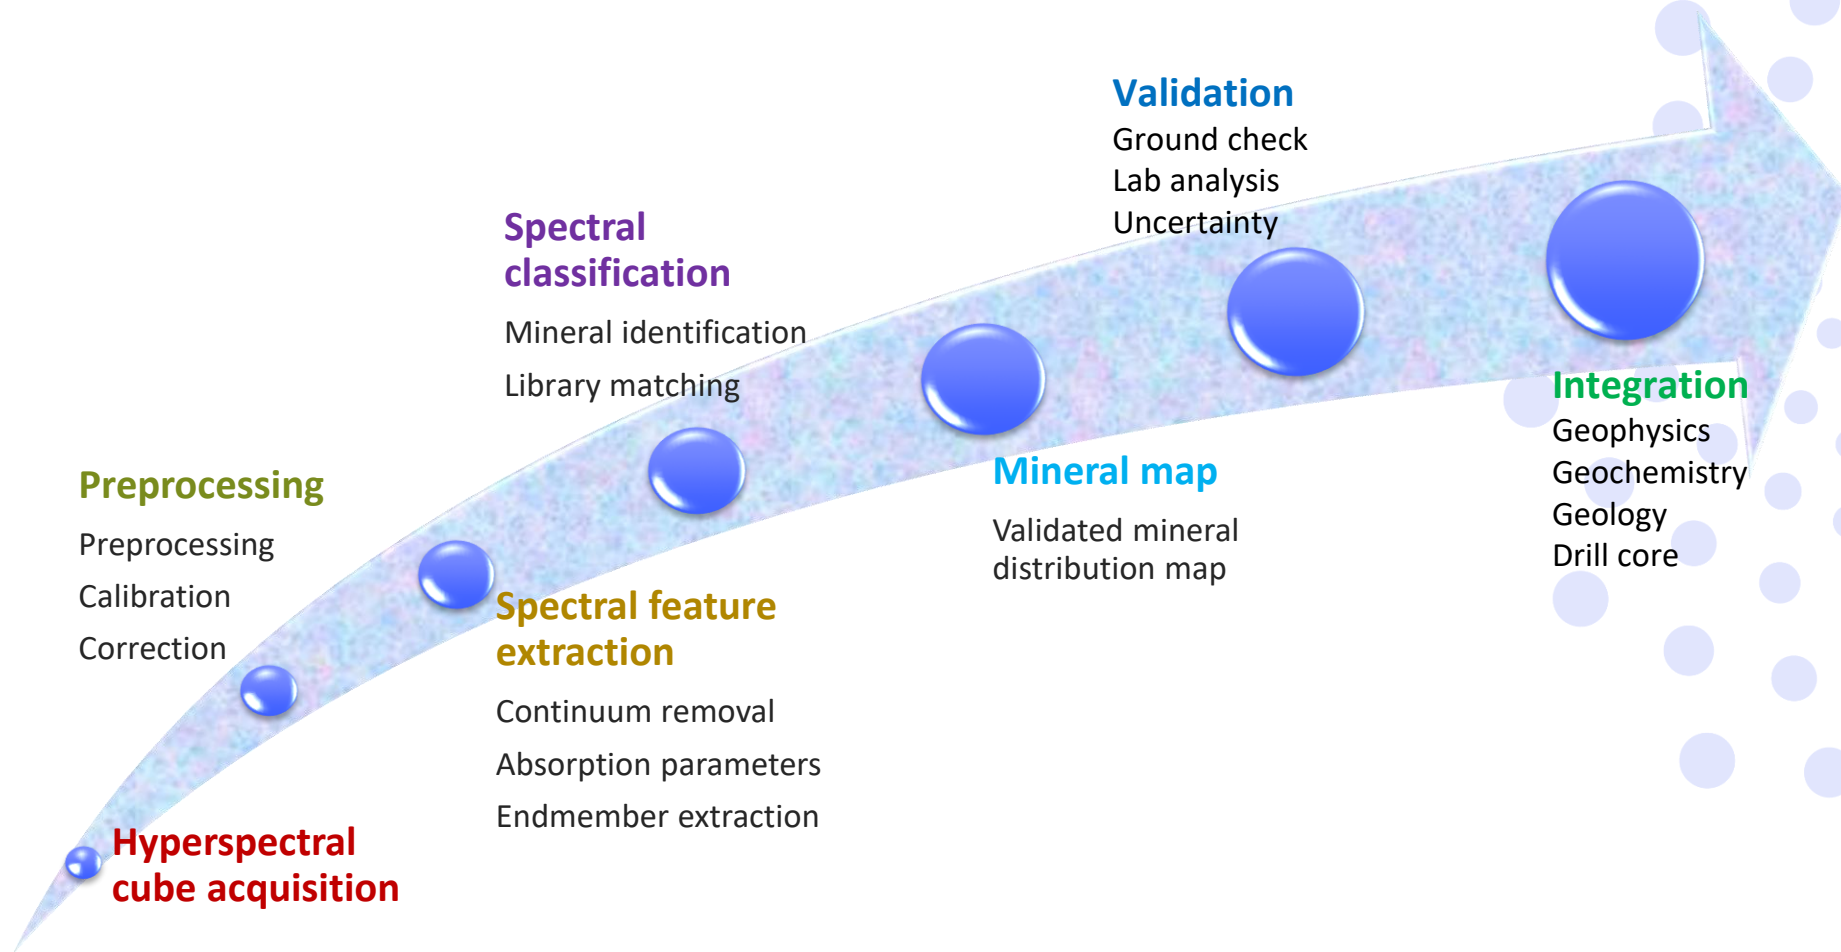 Hyperspectral
cube acquisition
Preprocessing
Preprocessing
Calibration
Correction
Spectral feature
extraction
Continuum removal
Absorption parameters
Endmember extraction
Spectral
classification
Mineral identification
Library matching
Mineral map
Validated mineral
distribution map
Validation
Ground check
Lab analysis
Uncertainty
Integration
Geophysics
Geochemistry
Geology
Drill core